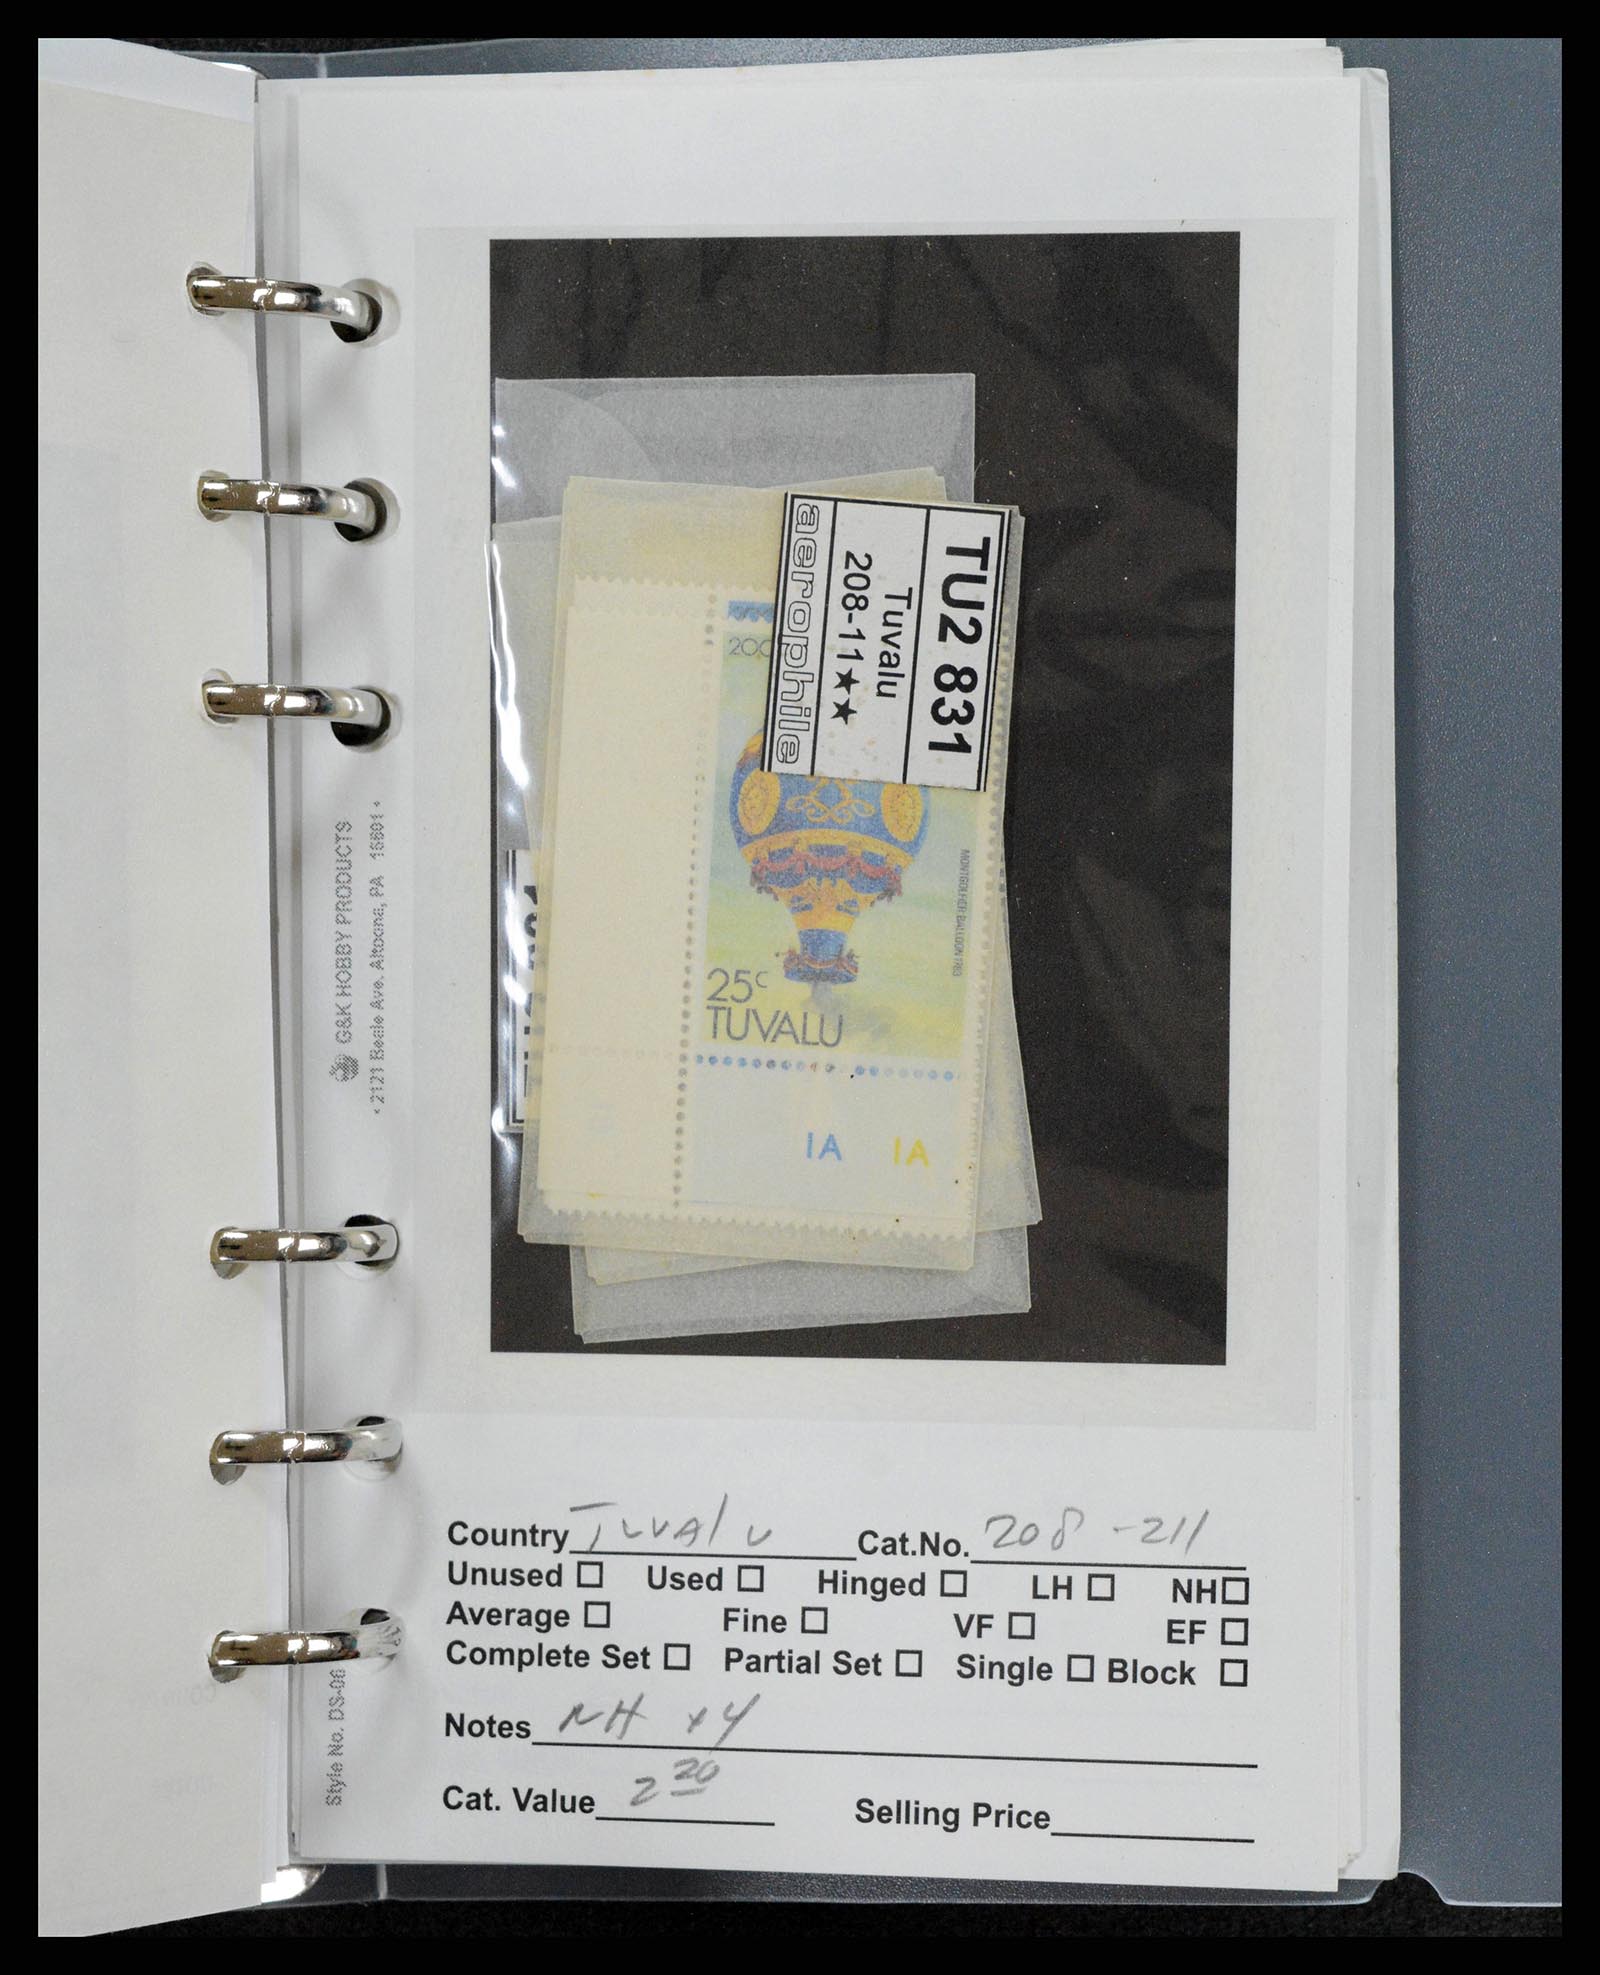 TU2 831
Tuvalu
208-11★★
aerophile
200
MONTGOLFIER BALLOON 1783
25c
TUVALU
1A 1A
G&K HOBBY PRODUCTS
2121 Beale Ave. Altoona, PA 16601
Style No. DS-06
Country Tuvalu Cat.No. 208-211
Unused ☐ Used ☐ Hinged ☐ LH ☐ NH☐
Average ☐ Fine ☐ VF ☐ EF ☐
Complete Set ☐ Partial Set ☐ Single ☐ Block ☐
Notes NH x4
Cat. Value 2 20 Selling Price